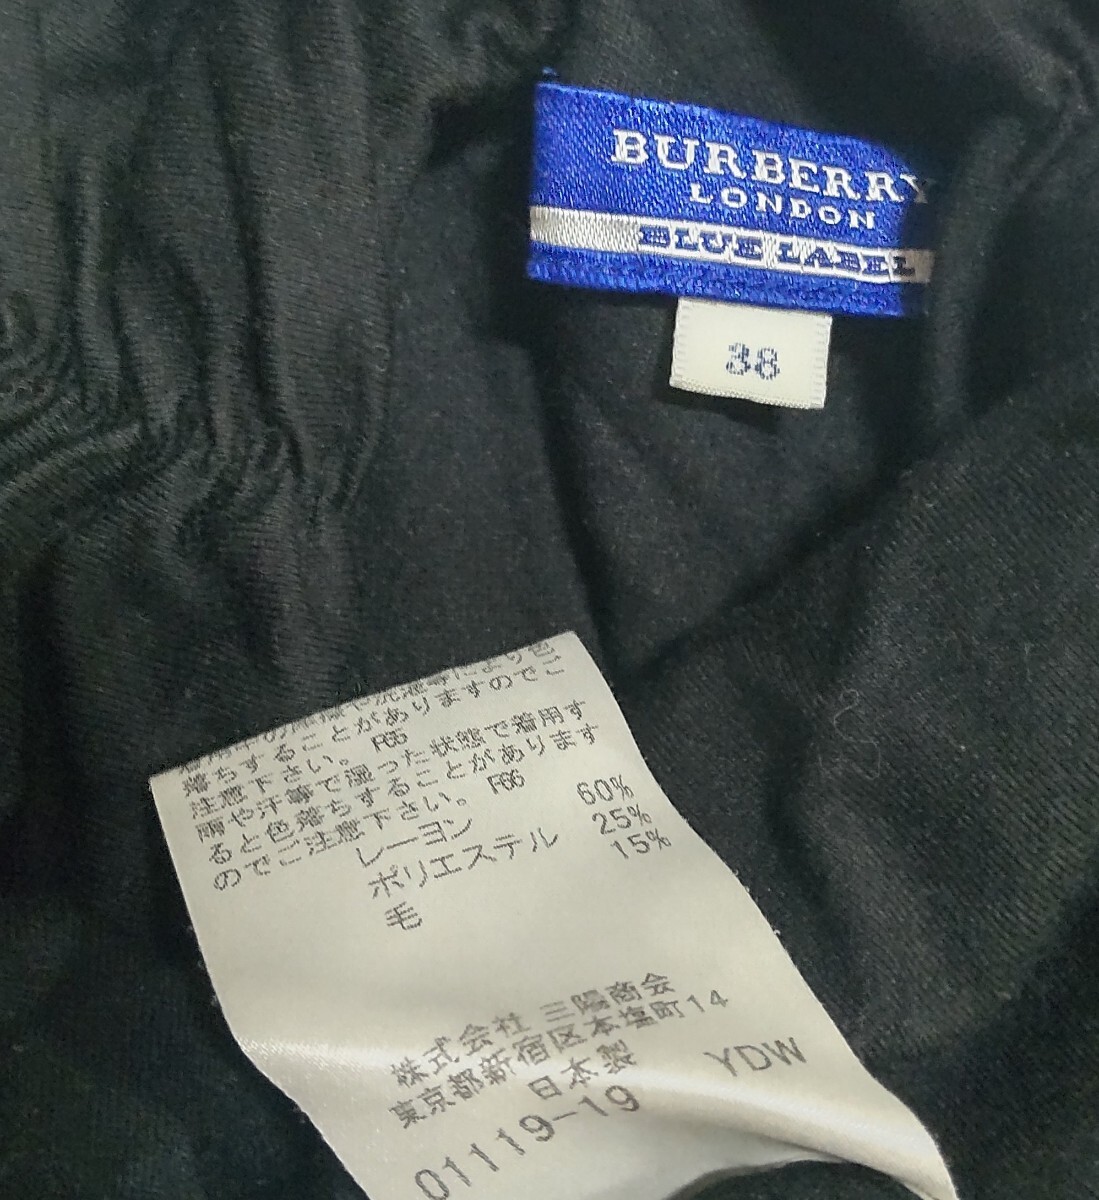 BURBERRY
LONDON
BLUE LABEL
38
着用中の摩擦や洗濯等により色
落ちすることがありますのでご
注意下さい。 F65
雨や汗等で湿った状態で着用す
ると色落ちすることがあります
のでご注意下さい。 F66
レーヨン 60%
ポリエステル 25%
毛 15%
株式会社 三陽商会
東京都新宿区本塩町14
日本製 YDW
01119-19